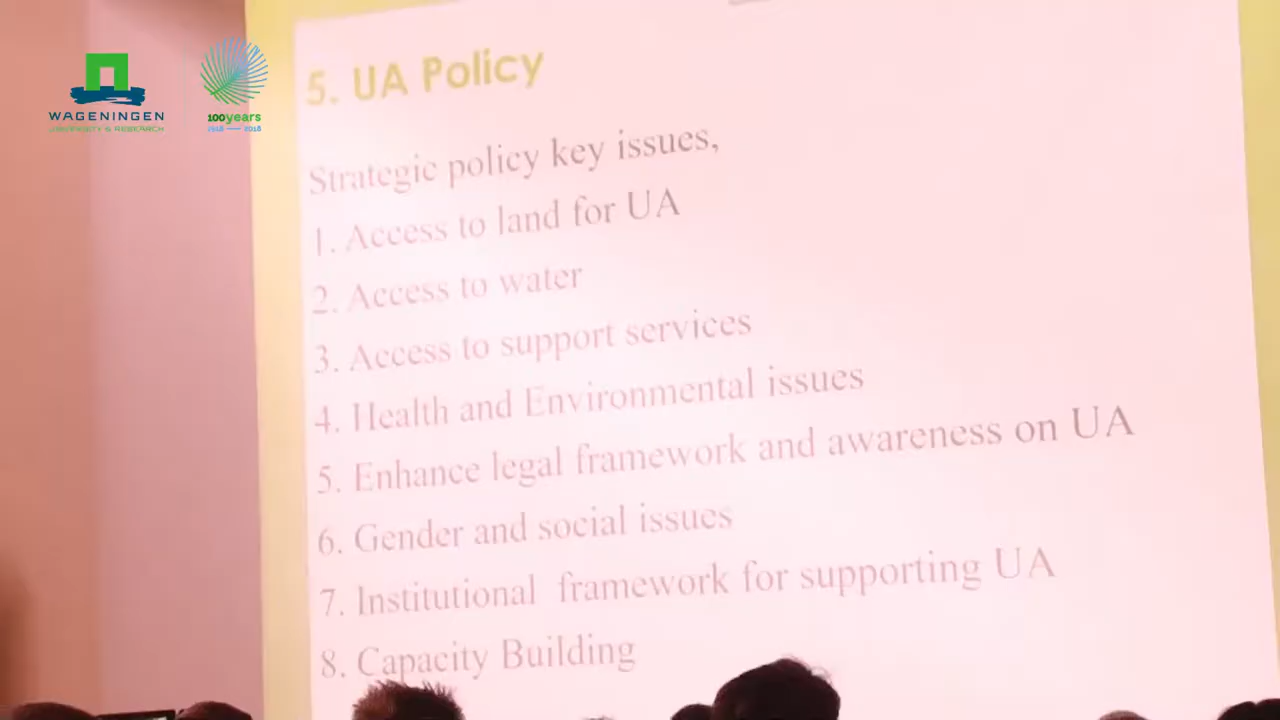 WAGENINGEN
UNIVERSITY & RESEARCH
100years
1918 — 2018
5. UA Policy
Strategic policy key issues,
1. Access to land for UA
2. Access to water
3. Access to support services
4. Health and Environmental issues
5. Enhance legal framework and awareness on UA
6. Gender and social issues
7. Institutional framework for supporting UA
8. Capacity Building